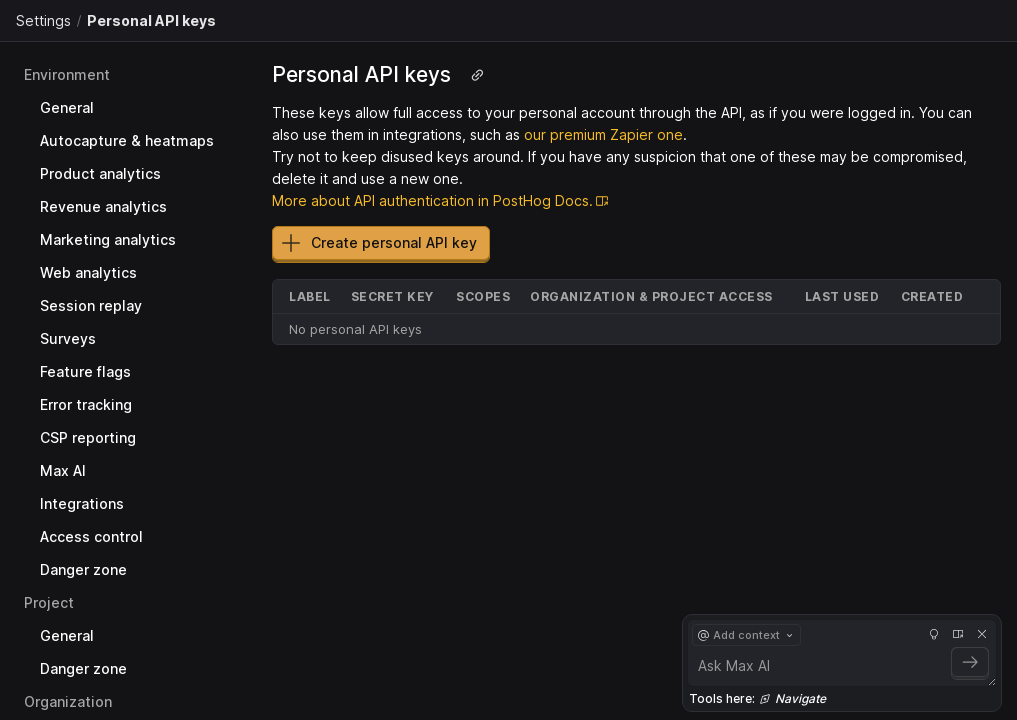 Settings / Personal API keys
Environment
General
Autocapture & heatmaps
Product analytics
Revenue analytics
Marketing analytics
Web analytics
Session replay
Surveys
Feature flags
Error tracking
CSP reporting
Max AI
Integrations
Access control
Danger zone
Project
General
Danger zone
Organization
Personal API keys
These keys allow full access to your personal account through the API, as if you were logged in. You can
also use them in integrations, such as our premium Zapier one.
Try not to keep disused keys around. If you have any suspicion that one of these may be compromised,
delete it and use a new one.
More about API authentication in PostHog Docs.
Create personal API key
LABEL SECRET KEY SCOPES ORGANIZATION & PROJECT ACCESS LAST USED CREATED
No personal API keys
@ Add context
Ask Max AI
Tools here: Navigate